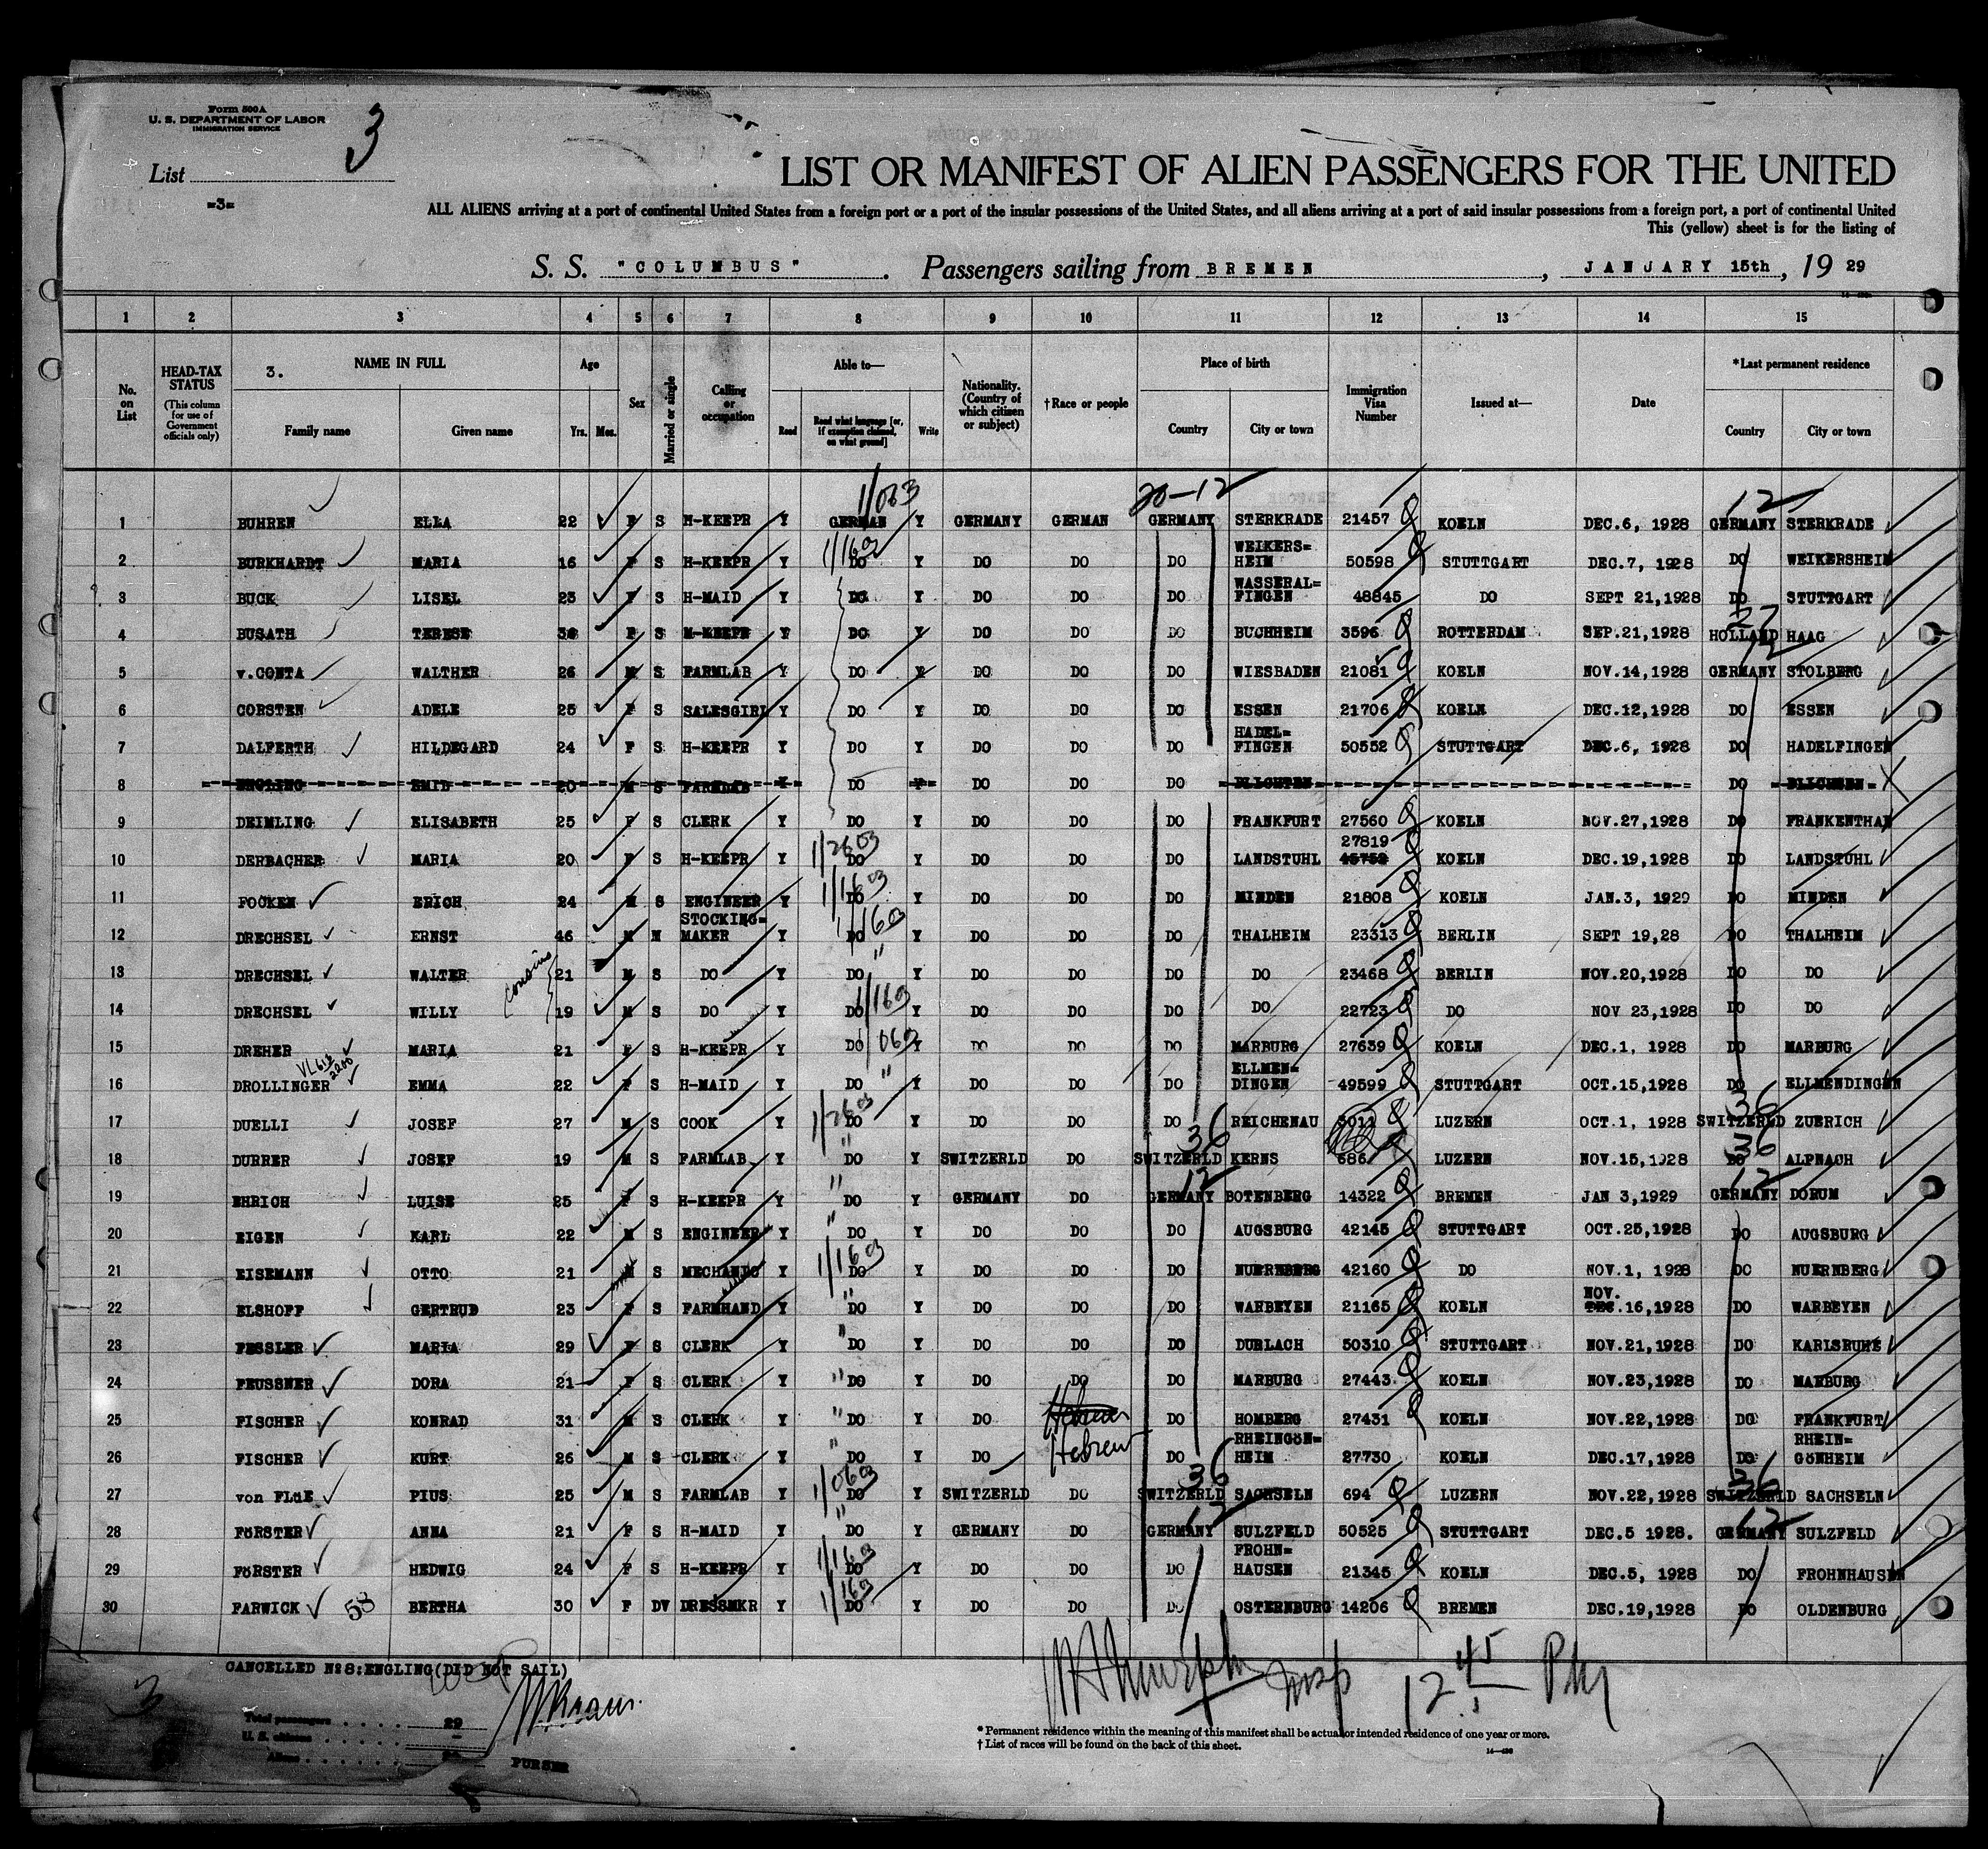 Form 500A
U. S. DEPARTMENT OF LABOR
IMMIGRATION SERVICE
3
List
=3=
LIST OR MANIFEST OF ALIEN PASSENGERS FOR THE UNITED
ALL ALIENS arriving at a port of continental United States from a foreign port or a port of the insular possessions of the United States, and all aliens arriving at a port of said insular possessions from a foreign port, a port of continental United
This (yellow) sheet is for the listing of
S. S. "COLUMBUS". Passengers sailing from BREMEN, JANUARY 15th, 19 29
1 2 3 4 5 6 7 8 9 10 11 12 13 14 15
No. on List
HEAD-TAX STATUS (This column for use of Government officials only)
3. NAME IN FULL Family name Given name
Age Yrs. Mos.
Sex
Married or single
Calling or occupation
Able to— Read Read what language [or, if exemption claimed, on what ground] Write
Nationality. (Country of which citizen or subject)
†Race or people
Place of birth Country City or town
Immigration Visa Number
Issued at—
Date
*Last permanent residence Country City or town
20-12 12
1 BUHREN ELLA 22 F S H-KEEPR Y GERMAN Y GERMANY GERMAN GERMANY STERKRADE 21457 KOELN DEC.6, 1928 GERMANY STERKRADE
2 BURKHARDT MARIA 16 F S H-KEEPR Y DO Y DO DO DO WEIKERS=HEIM 50598 STUTTGART DEC.7, 1928 DO WEIKERSHEIM
3 BUCK LISEL 23 F S H-MAID Y DO Y DO DO DO WASSERAL=FINGEN 48845 DO SEPT 21,1928 DO STUTTGART
4 BUSATH TERESE F S H-KEEPR Y DO Y DO DO DO BUCHHEIM 3596 ROTTERDAM SEP.21,1928 HOLLAND HAAG
5 v.CONTA WALTHER 26 M S FARMLAB Y DO Y DO DO DO WIESBADEN 21081 KOELN NOV.14,1928 GERMANY STOLBERG
6 CORSTEN ADELE 25 F S SALESGIRL Y DO Y DO DO DO ESSEN 21706 KOELN DEC.12,1928 DO ESSEN
7 DALFERTH HILDEGARD 24 F S H-KEEPR Y DO Y DO DO DO HADEL=FINGEN 50552 STUTTGART DEC.6, 1928 DO HADELFINGEN
8 ENGLING EMIL 20 M S FARMLAB Y DO Y DO DO DO DO
9 DEIMLING ELISABETH 25 F S CLERK Y DO Y DO DO DO FRANKFURT 27560 KOELN NOV.27,1928 DO FRANKENTHAL
10 DERBACHER MARIA 20 F S H-KEEPR Y DO Y DO DO DO LANDSTUHL 27819 KOELN DEC.19,1928 DO LANDSTUHL
11 FOCKEN ERICH 24 M S ENGINEER Y DO Y DO DO DO MINDEN 21808 KOELN JAN.3, 1929 DO MINDEN
12 DRECHSEL ERNST 46 M M STOCKING=MAKER Y DO Y DO DO DO THALHEIM 23313 BERLIN SEPT 19,28 DO THALHEIM
13 DRECHSEL WALTER cousins 21 M S DO Y DO Y DO DO DO DO 23468 BERLIN NOV.20,1928 DO DO
14 DRECHSEL WILLY 19 M S DO Y DO Y DO DO DO DO 22723 DO NOV 23,1928 DO DO
15 DREHER MARIA 21 F S H-KEEPR Y DO Y DO DO DO MARBURG 27639 KOELN DEC.1, 1928 DO MARBURG
16 DROLLINGER EMMA 22 F S H-MAID Y DO Y DO DO DO ELLMEN=DINGEN 49599 STUTTGART OCT.15,1928 DO ELLMENDINGEN
17 DUELLI JOSEF 27 M S COOK Y DO Y DO DO DO REICHENAU LUZERN OCT.1, 1928 SWITZERLD ZUERICH
18 DURRER JOSEF 19 M S FARMLAB. Y DO Y SWITZERLD DO SWITZERLD KERNS 686 LUZERN NOV.15,1928 DO ALPNACH
19 EHRICH LUISE 25 F S H-KEEPR Y DO Y GERMANY DO GERMANY BOTENBERG 14322 BREMEN JAN 3,1929 GERMANY DORUM
20 EIGEN KARL 22 M S ENGINEER Y DO Y DO DO DO AUGSBURG 42145 STUTTGART OCT.25,1928 DO AUGSBURG
21 EISEMANN OTTO 21 M S MECHANIC Y DO Y DO DO DO NUERNBERG 42160 DO NOV.1, 1928 DO NUERNBERG
22 ELSHOFF GERTRUD 23 F S FARMHAND Y DO Y DO DO DO WARBEYEN 21165 KOELN NOV. DEC.16,1928 DO WARBEYEN
23 FESSLER MARIA 29 F S CLERK Y DO Y DO DO DO DURLACH 50310 STUTTGART NOV.21,1928 DO KARLSRUHE
24 FEUSSNER DORA 21 F S CLERK Y DO Y DO DO DO MARBURG 27443 KOELN NOV.23,1928 DO MARBURG
25 FISCHER KONRAD 31 M S CLERK Y DO Y DO Hebrew DO HOMBERG 27431 KOELN NOV.22,1928 DO FRANKFURT
26 FISCHER KURT 26 M S CLERK Y DO Y DO Hebrew DO RHEINGöN=HEIM 27730 KOELN DEC.17,1928 DO RHEIN=GöNHEIM
27 von FLüE PIUS 25 M S FARMLAB Y DO Y SWITZERLD DO SWITZERLD SACHSELN 694 LUZERN NOV.22,1928 SWITZERLD SACHSELN
28 FöRSTER ANNA 21 F S H-MAID Y DO Y GERMANY DO GERMANY SULZFELD 50525 STUTTGART DEC.5 1928. GERMANY SULZFELD
29 FöRSTER HEDWIG 24 F S H-KEEPR Y DO Y DO DO DO FROHN=HAUSEN 21345 KOELN DEC.5, 1928 DO FROHNHAUSEN
30 FARWICK 58 BERTHA 30 F DV DRESSMKR Y DO Y DO DO DO OSTERNBURG 14206 BREMEN DEC.19,1928 DO OLDENBURG
CANCELLED No8:ENGLING(DID NOT SAIL)
3
Total passengers . . . . 29
U. S. citizens . . . . . –
Aliens . . . . . .
PURSER
Insp 12 45
* Permanent residence within the meaning of this manifest shall be actual or intended residence of one year or more.
† List of races will be found on the back of this sheet.